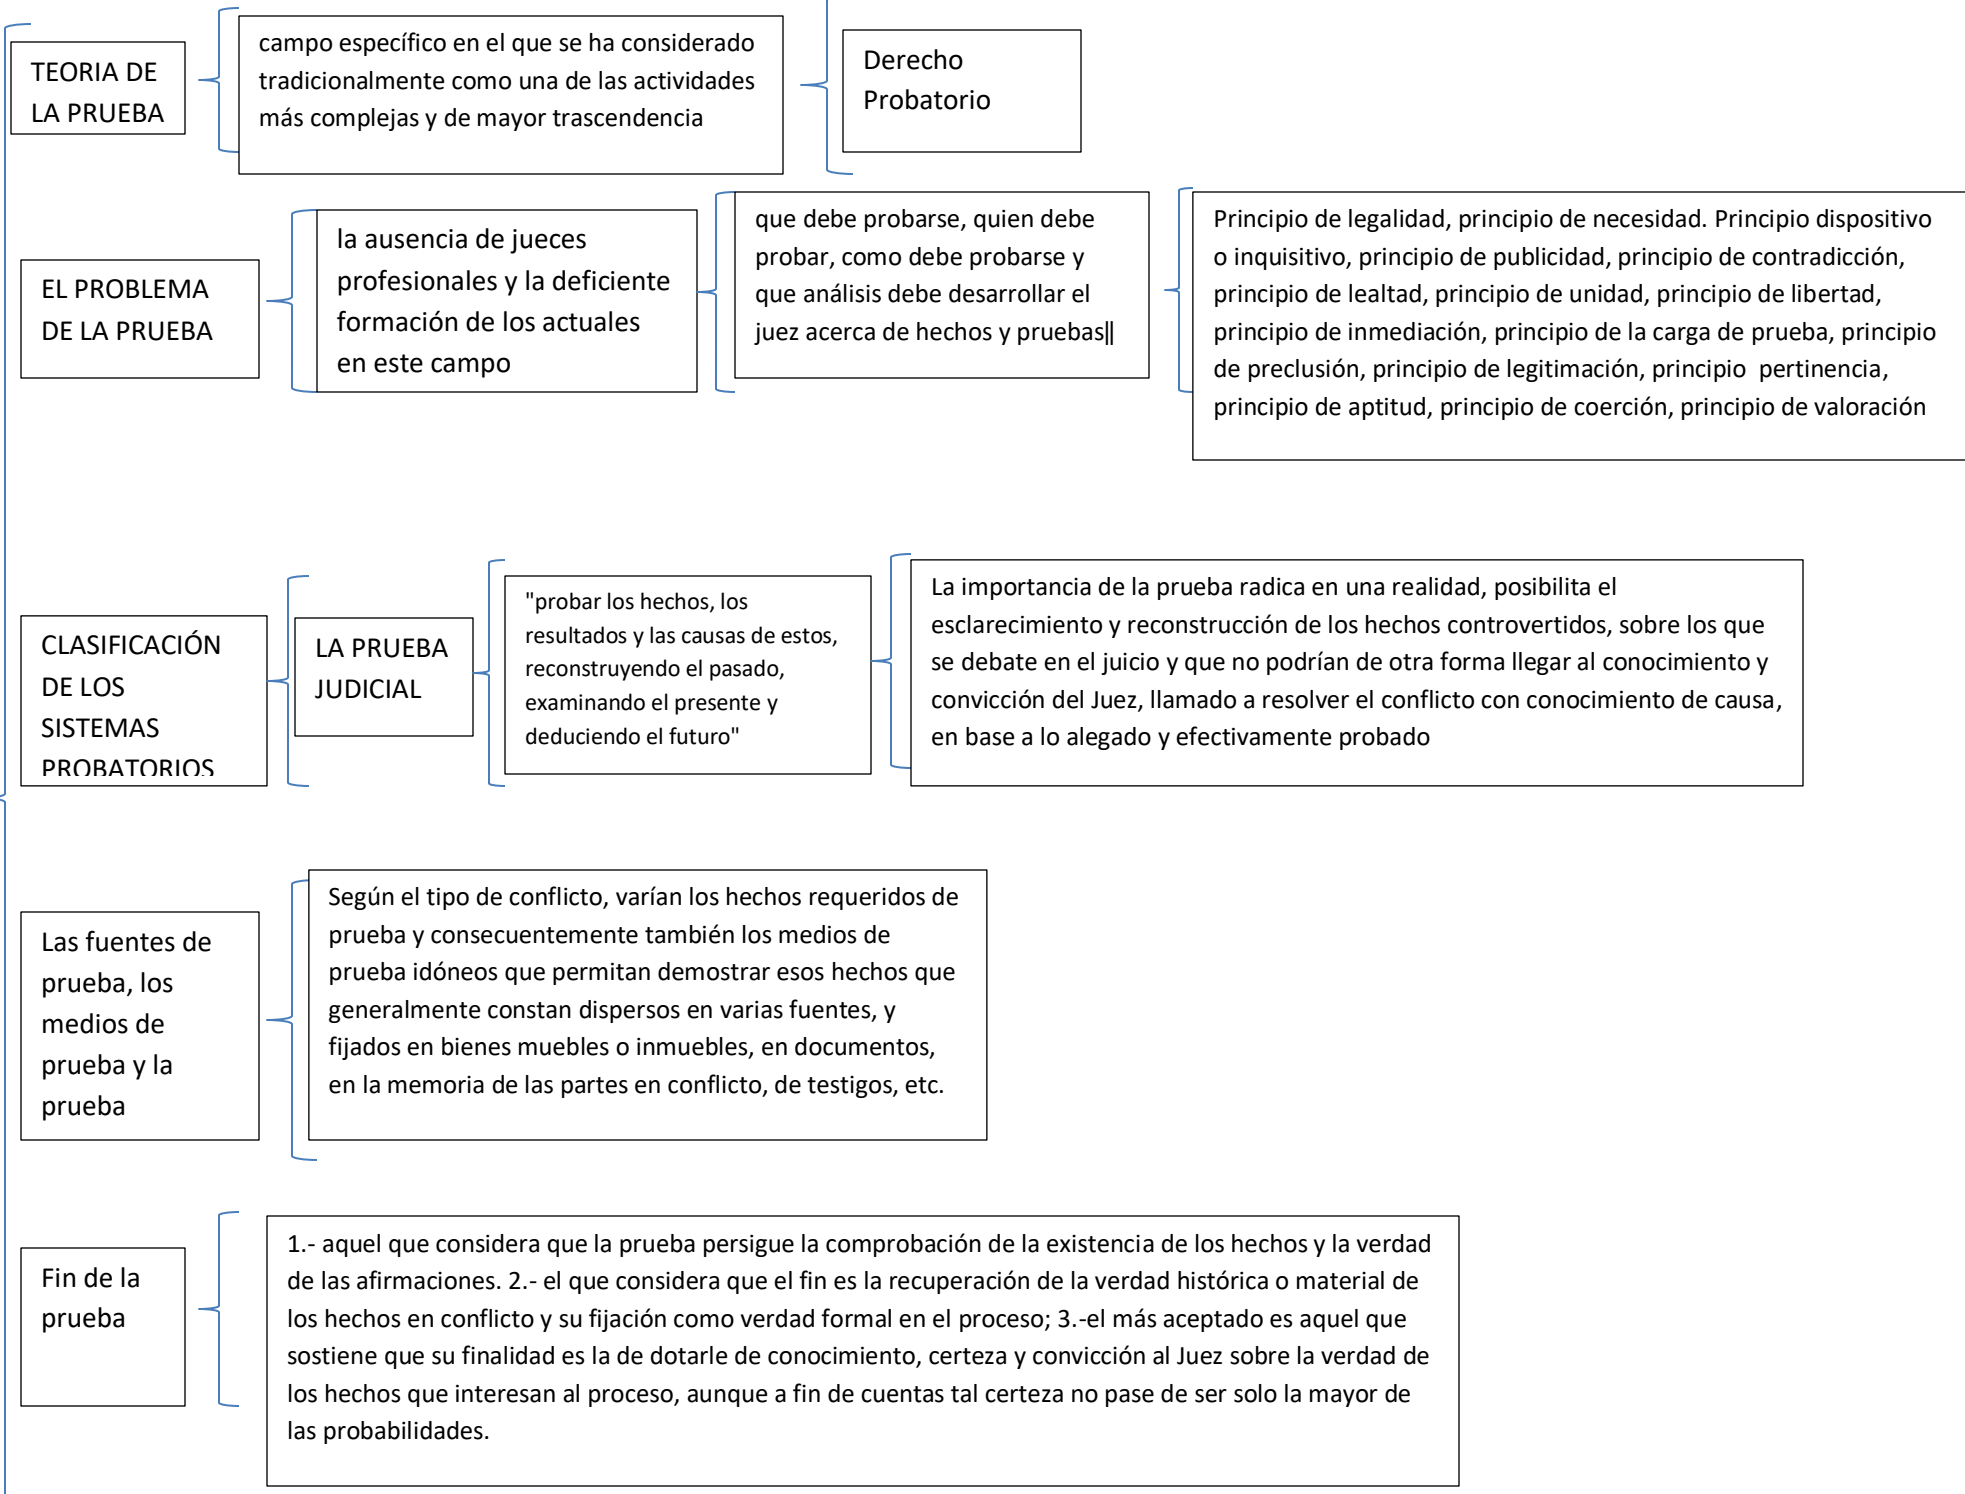 TEORIA DE
LA PRUEBA
campo específico en el que se ha considerado
tradicionalmente como una de las actividades
más complejas y de mayor trascendencia
Derecho
Probatorio
EL PROBLEMA
DE LA PRUEBA
la ausencia de jueces
profesionales y la deficiente
formación de los actuales
en este campo
que debe probarse, quien debe
probar, como debe probarse y
que análisis debe desarrollar el
juez acerca de hechos y pruebas‖
Principio de legalidad, principio de necesidad. Principio dispositivo
o inquisitivo, principio de publicidad, principio de contradicción,
principio de lealtad, principio de unidad, principio de libertad,
principio de inmediación, principio de la carga de prueba, principio
de preclusión, principio de legitimación, principio  pertinencia,
principio de aptitud, principio de coerción, principio de valoración
CLASIFICACIÓN
DE LOS
SISTEMAS
PROBATORIOS
LA PRUEBA
JUDICIAL
"probar los hechos, los
resultados y las causas de estos,
reconstruyendo el pasado,
examinando el presente y
deduciendo el futuro"
La importancia de la prueba radica en una realidad, posibilita el
esclarecimiento y reconstrucción de los hechos controvertidos, sobre los que
se debate en el juicio y que no podrían de otra forma llegar al conocimiento y
convicción del Juez, llamado a resolver el conflicto con conocimiento de causa,
en base a lo alegado y efectivamente probado
Las fuentes de
prueba, los
medios de
prueba y la
prueba
Según el tipo de conflicto, varían los hechos requeridos de
prueba y consecuentemente también los medios de
prueba idóneos que permitan demostrar esos hechos que
generalmente constan dispersos en varias fuentes, y
fijados en bienes muebles o inmuebles, en documentos,
en la memoria de las partes en conflicto, de testigos, etc.
Fin de la
prueba
1.- aquel que considera que la prueba persigue la comprobación de la existencia de los hechos y la verdad
de las afirmaciones. 2.- el que considera que el fin es la recuperación de la verdad histórica o material de
los hechos en conflicto y su fijación como verdad formal en el proceso; 3.-el más aceptado es aquel que
sostiene que su finalidad es la de dotarle de conocimiento, certeza y convicción al Juez sobre la verdad de
los hechos que interesan al proceso, aunque a fin de cuentas tal certeza no pase de ser solo la mayor de
las probabilidades.